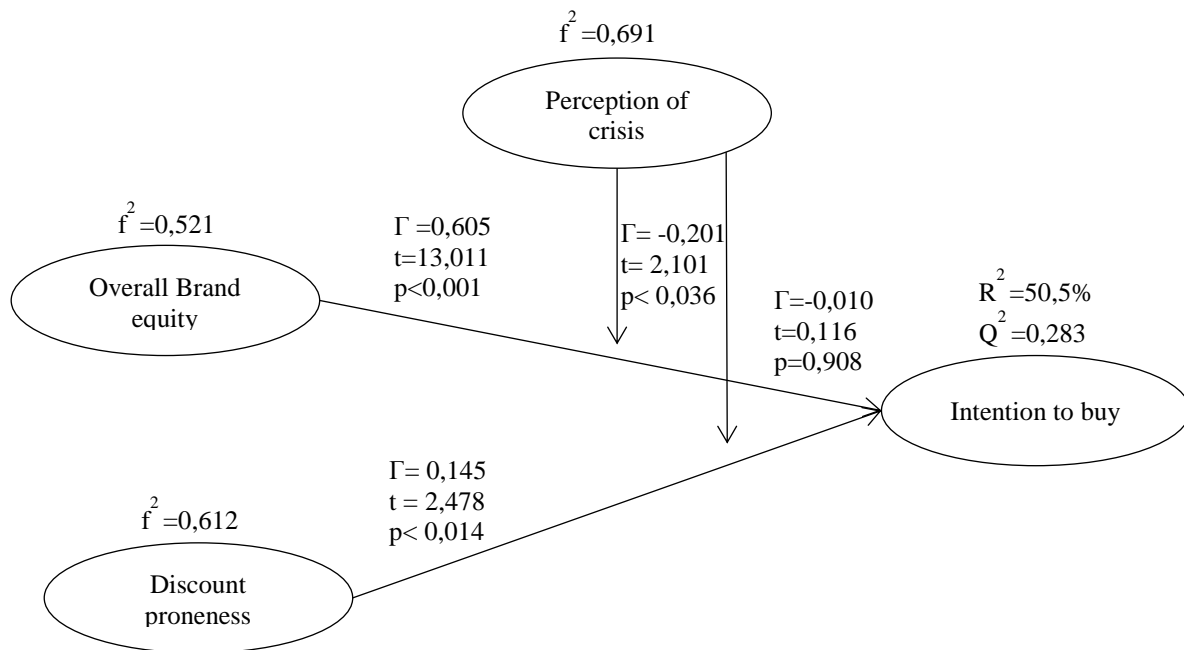 f² =0,691
Perception of
crisis
f² =0,521
Overall Brand
equity
Γ =0,605
t=13,011
p<0,001
Γ= -0,201
t= 2,101
p< 0,036
Γ=-0,010
t=0,116
p=0,908
R² =50,5%
Q² =0,283
Intention to buy
Γ= 0,145
t = 2,478
p< 0,014
f² =0,612
Discount
proneness